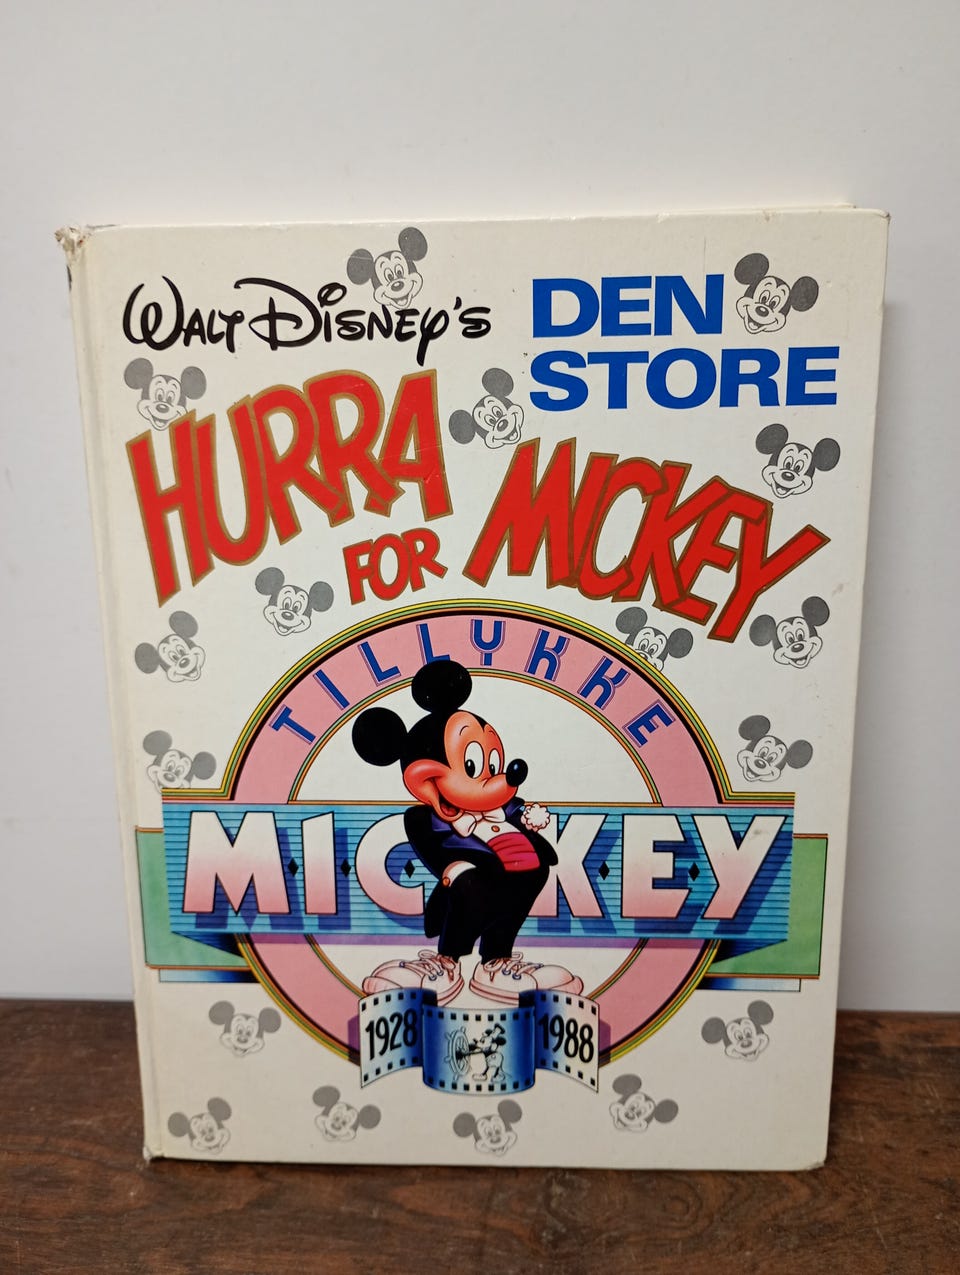 WALT DISNEY'S
DEN
STORE
HURRA
FOR
MICKEY
TILLYKKE
MICKEY
1928
1988